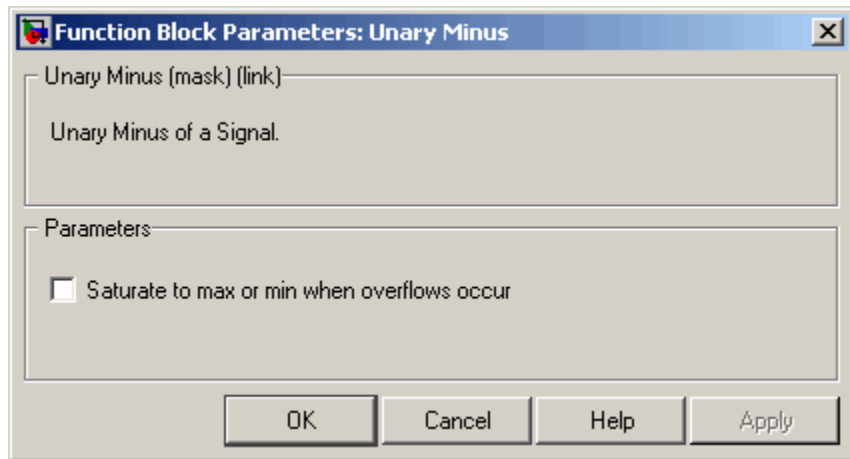 Function Block Parameters: Unary Minus
Unary Minus (mask) (link)
Unary Minus of a Signal.
Parameters
Saturate to max or min when overflows occur
OK Cancel Help Apply